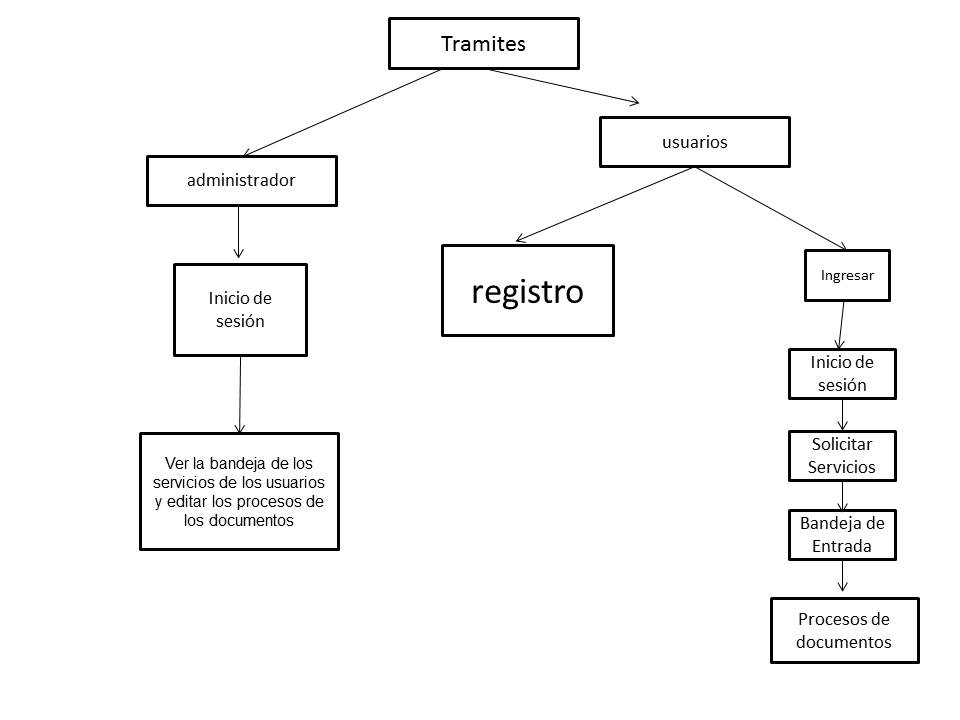 Tramites
usuarios
administrador
registro
Ingresar
Inicio de
sesión
Inicio de
sesión
Solicitar
Servicios
Ver la bandeja de los
servicios de los usuarios
y editar los procesos de
los documentos
Bandeja de
Entrada
Procesos de
documentos